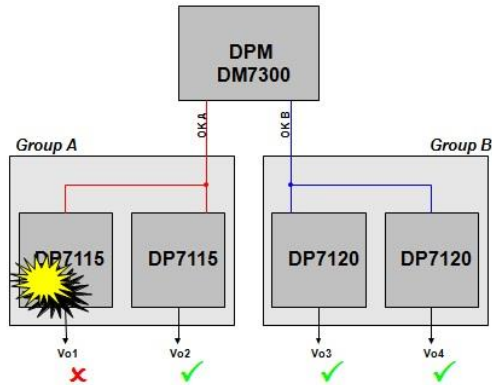 DPM
DM7300
OK A
OK B
Group A
Group B
DP7115
DP7115
DP7120
DP7120
Vo1
Vo2
Vo3
Vo4